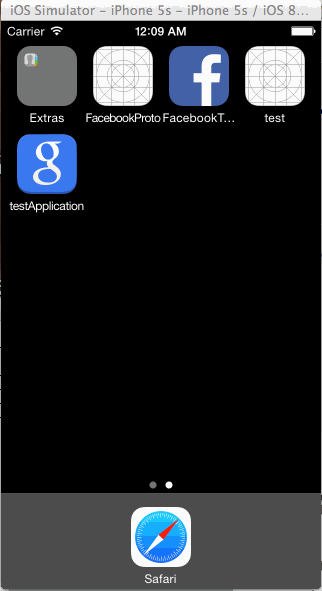 iOS Simulator – iPhone 5s – iPhone 5s / iOS 8...
Carrier 12:09 AM
Extras FacebookProto FacebookT... test
g
testApplication
Safari